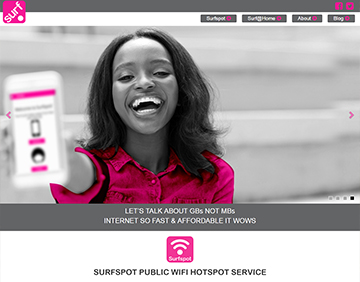 surf
Surfspot
Surf@Home
About
Blog
LET'S TALK ABOUT GBs NOT MBs
INTERNET SO FAST & AFFORDABLE IT WOWS
Surfspot
SURFSPOT PUBLIC WIFI HOTSPOT SERVICE